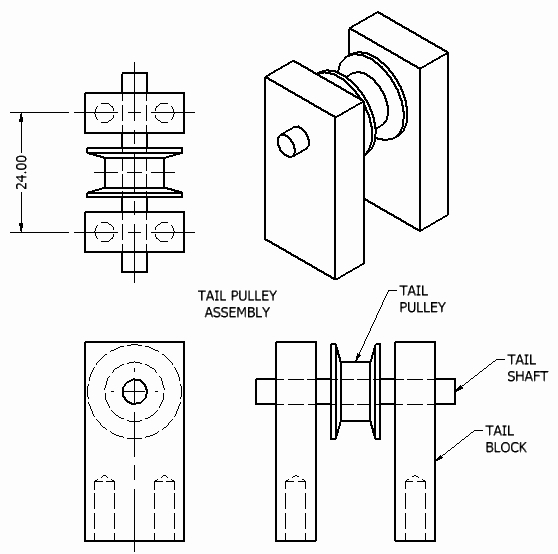 24.00
TAIL PULLEY
ASSEMBLY
TAIL
PULLEY
TAIL
SHAFT
TAIL
BLOCK